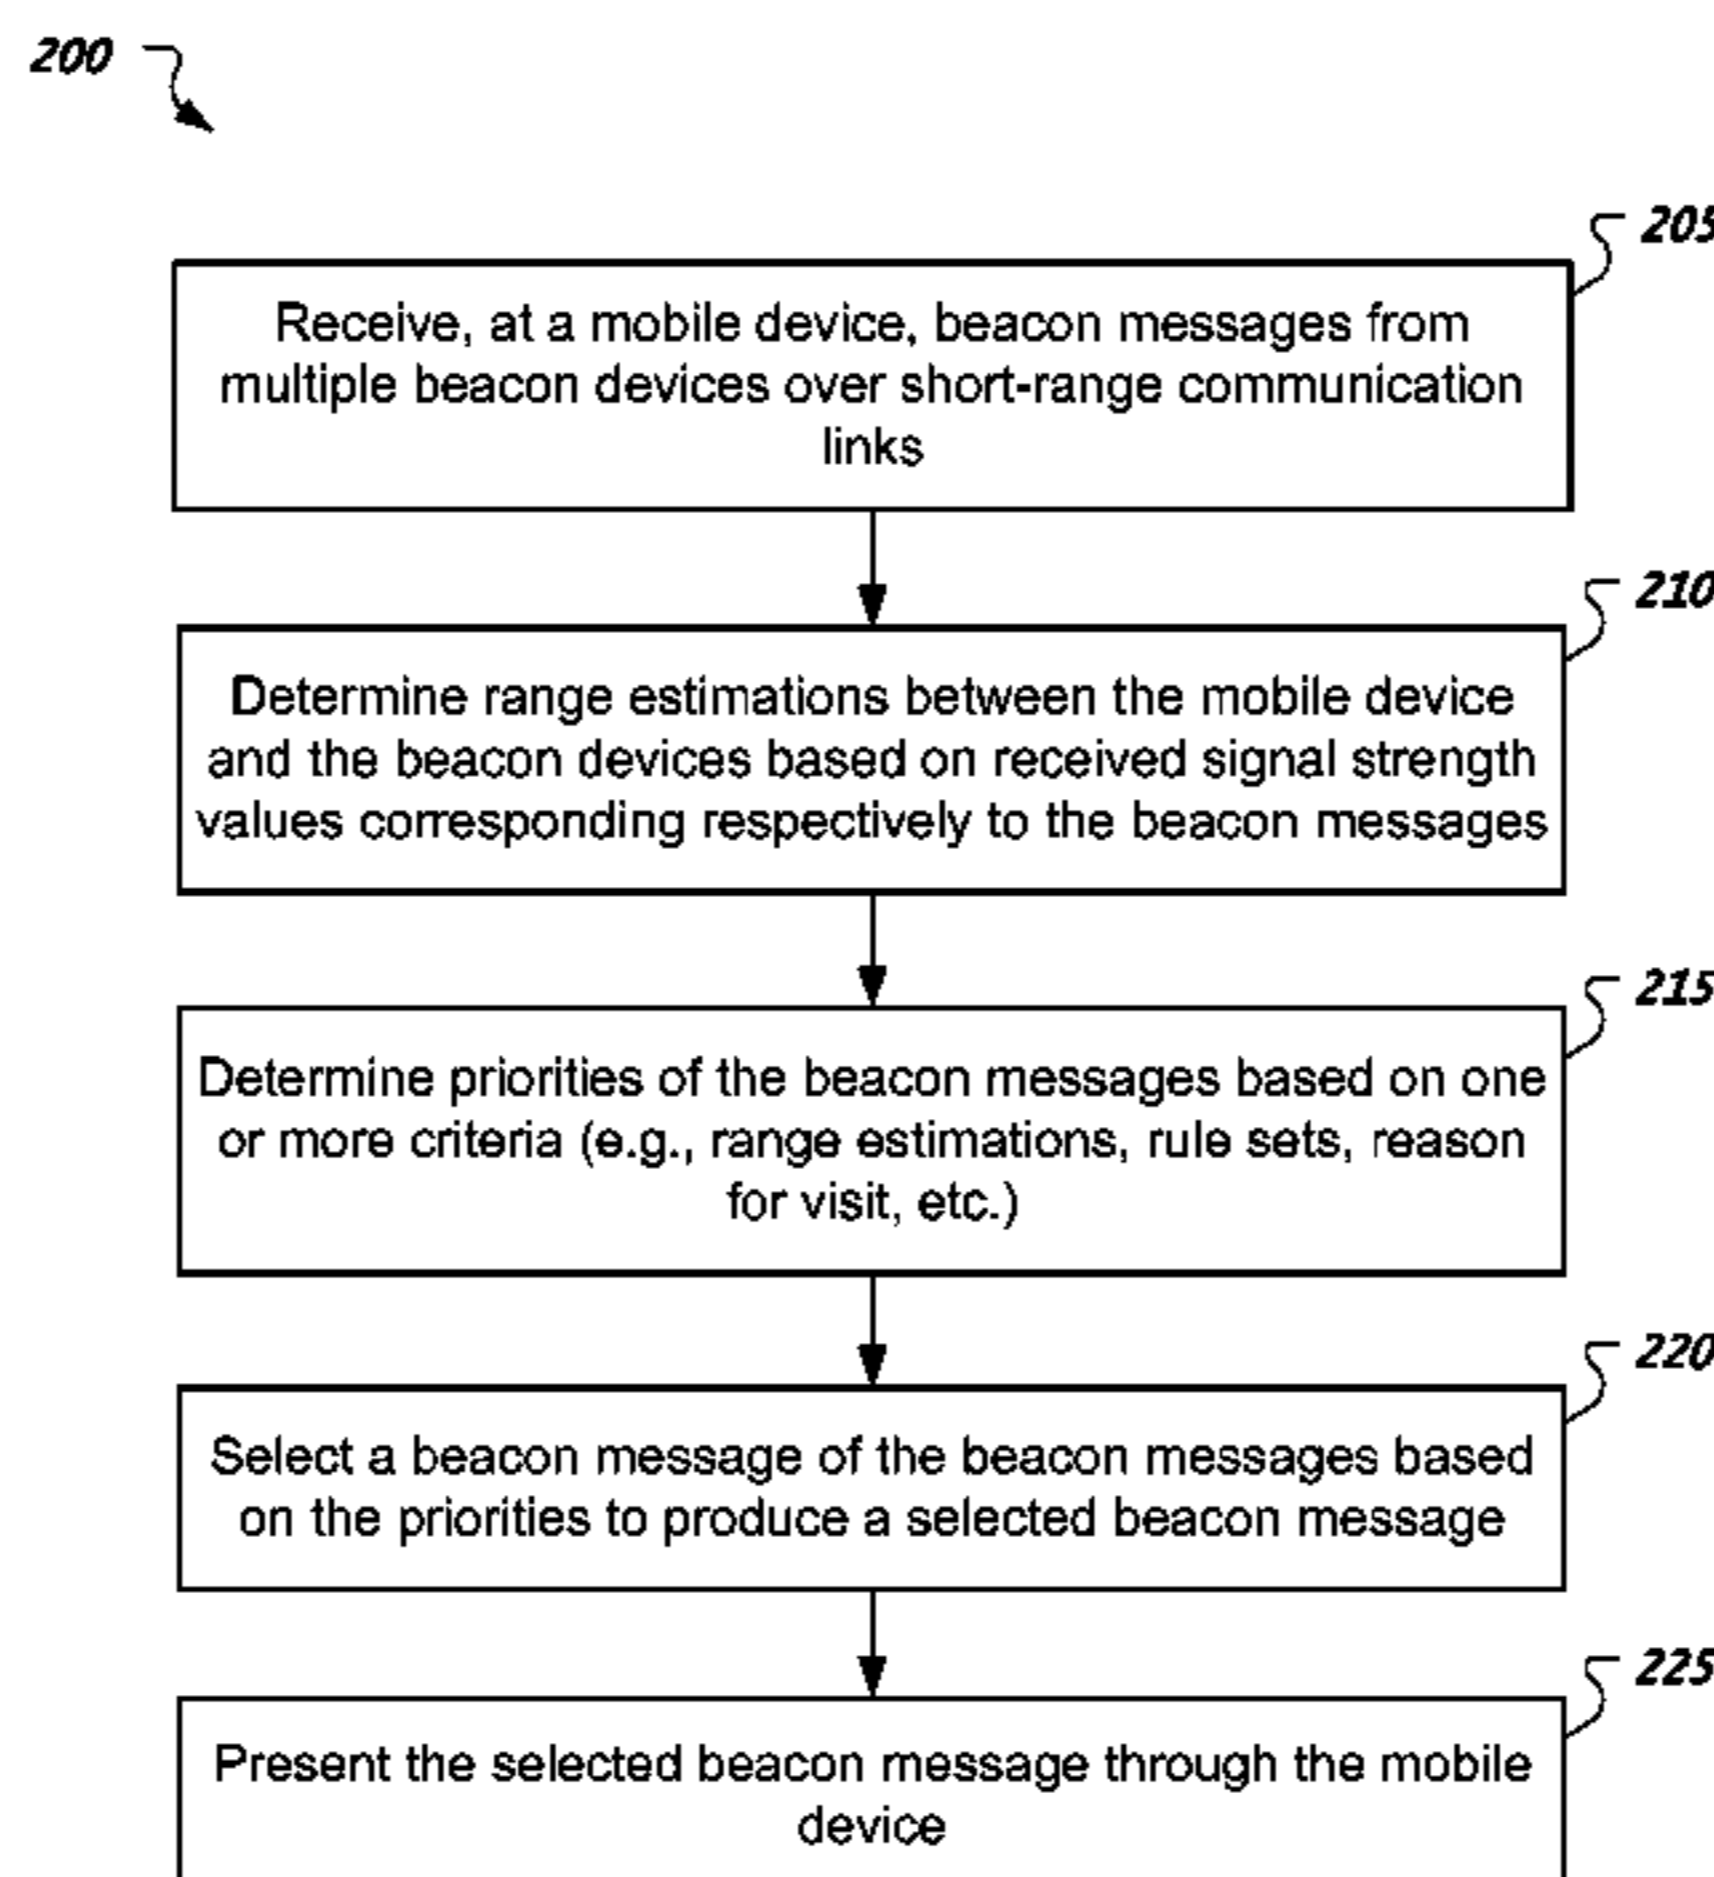 200
205
Receive, at a mobile device, beacon messages from
multiple beacon devices over short-range communication
links
210
Determine range estimations between the mobile device
and the beacon devices based on received signal strength
values corresponding respectively to the beacon messages
215
Determine priorities of the beacon messages based on one
or more criteria (e.g., range estimations, rule sets, reason
for visit, etc.)
220
Select a beacon message of the beacon messages based
on the priorities to produce a selected beacon message
225
Present the selected beacon message through the mobile
device